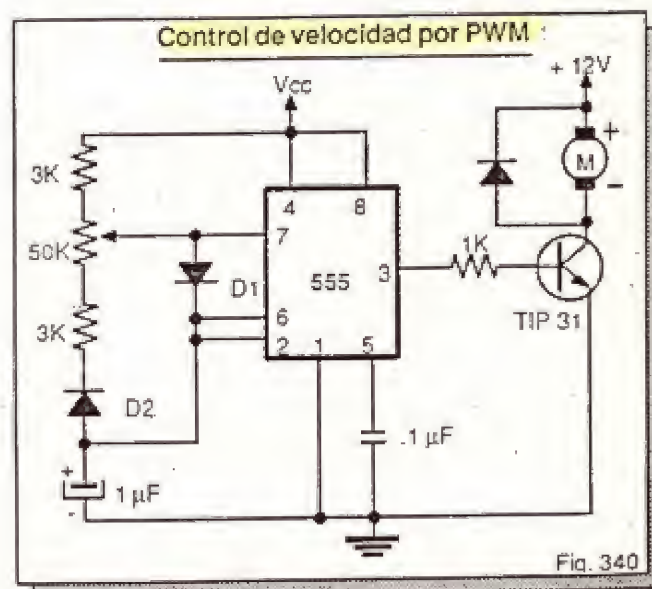 Control de velocidad por PWM
+ 12V
Vcc
+
3K
M
4
8
-
50K
7
1K
D1
555
3
6
TIP 31
3K
2
1
5
D2
.1 µF
+
1 µF
-
Fig. 340